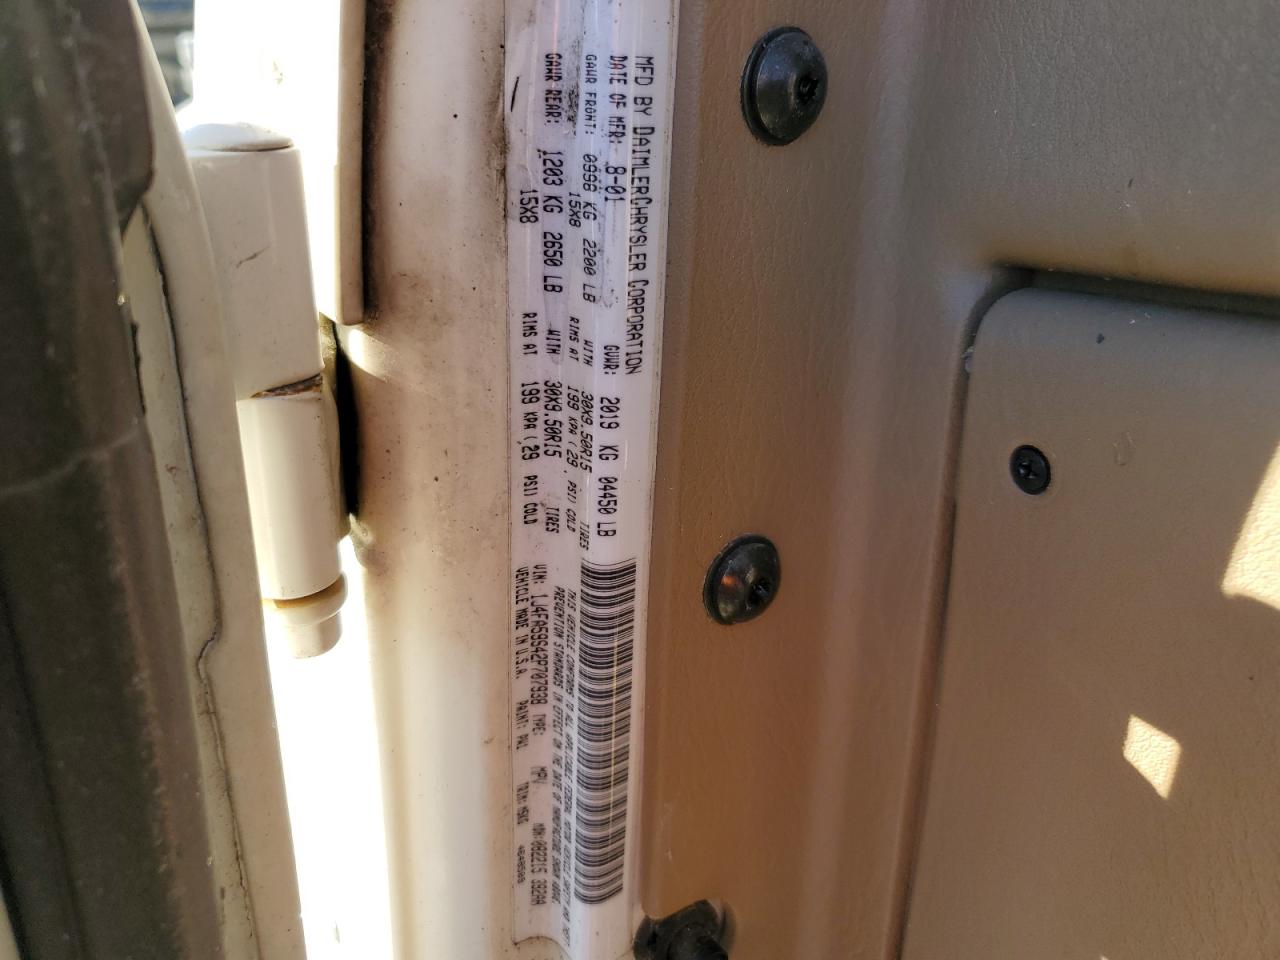 MFD BY DAIMLERCHRYSLER CORPORATION
DATE OF MFR: 8-01 GVWR: 2019 KG 04450 LB
GAWR FRONT: 0998 KG 2200 LB WITH 30X9.50R15 TIRES
15X8 RIMS AT 199 KPA ( 29 PSI) COLD
GAWR REAR: 1203 KG 2650 LB WITH 30X9.50R15 TIRES
15X8 RIMS AT 199 KPA ( 29 PSI) COLD
THIS VEHICLE CONFORMS TO ALL APPLICABLE FEDERAL MOTOR VEHICLE SAFETY AND THEFT
PREVENTION STANDARDS IN EFFECT ON THE DATE OF MANUFACTURE SHOWN ABOVE.
VIN: 1J4FA59S42P707938 TYPE: MPV MDH: 082215 392AA
VEHICLE MADE IN U.S.A. PAINT: TRIM: